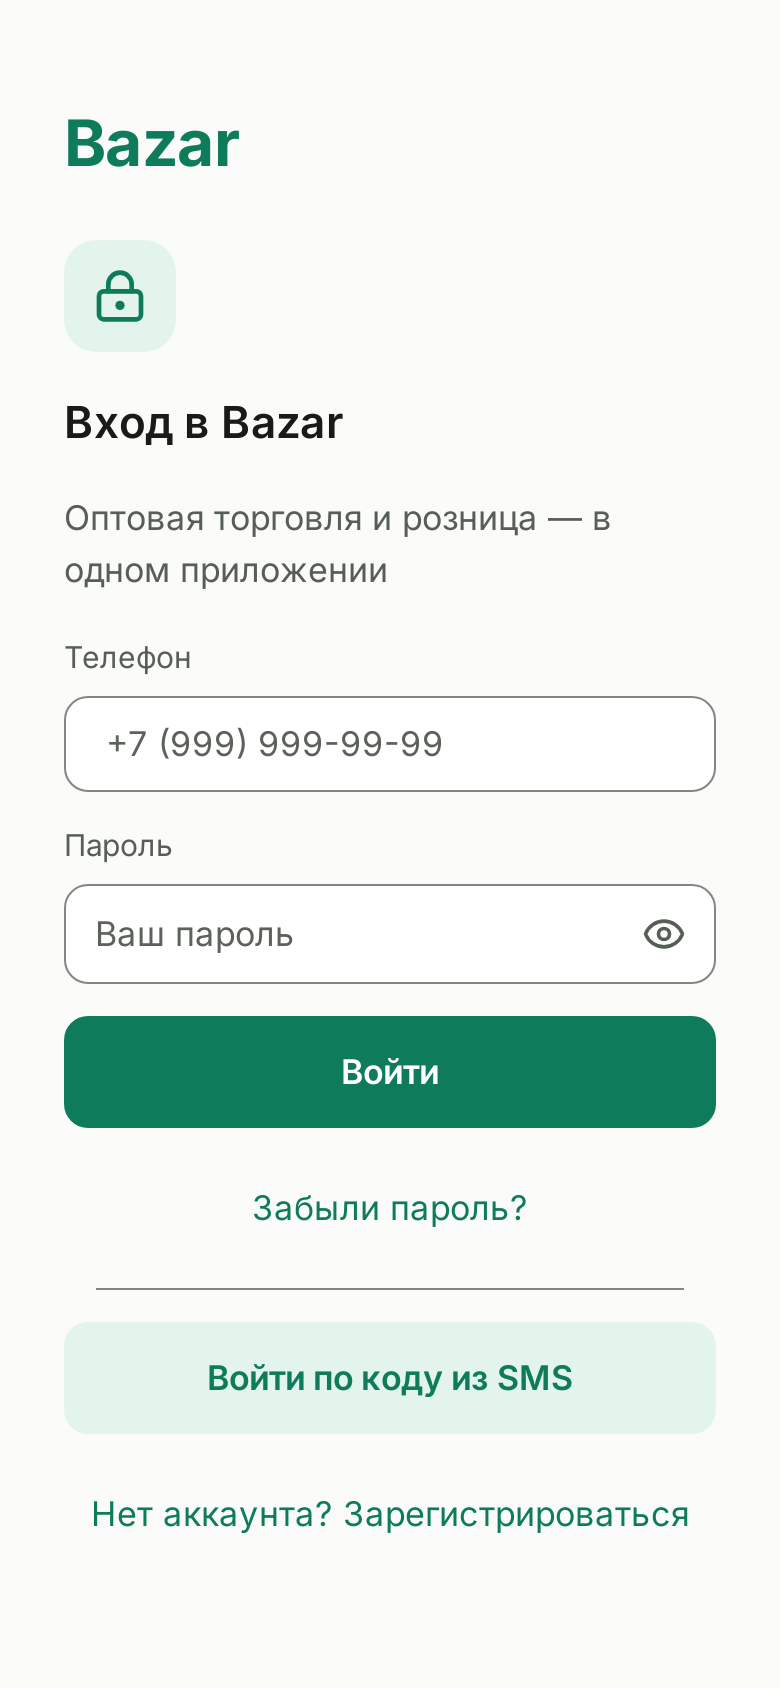 Bazar
Вход в Bazar
Оптовая торговля и розница — в
одном приложении
Телефон
+7 (999) 999-99-99
Пароль
Ваш пароль
Войти
Забыли пароль?
Войти по коду из SMS
Нет аккаунта? Зарегистрироваться